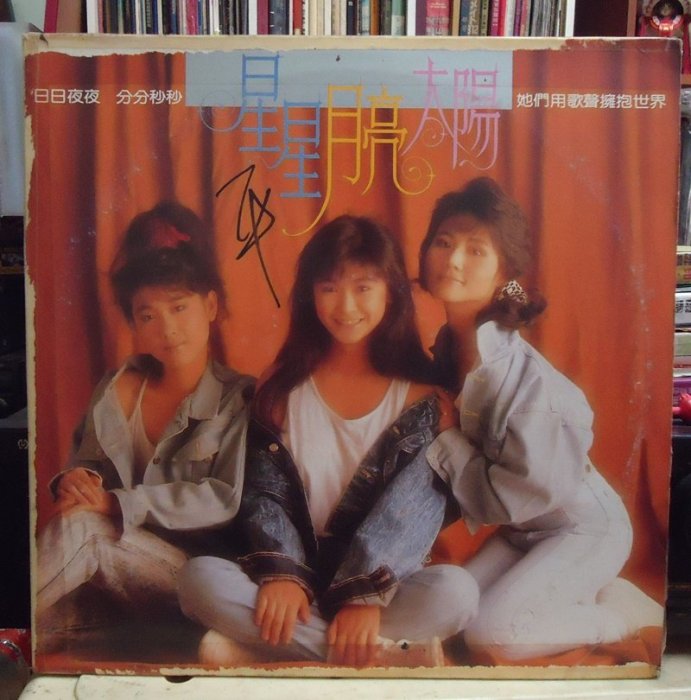 日日夜夜 分分秒秒
星星月亮太陽
她們用歌聲擁抱世界